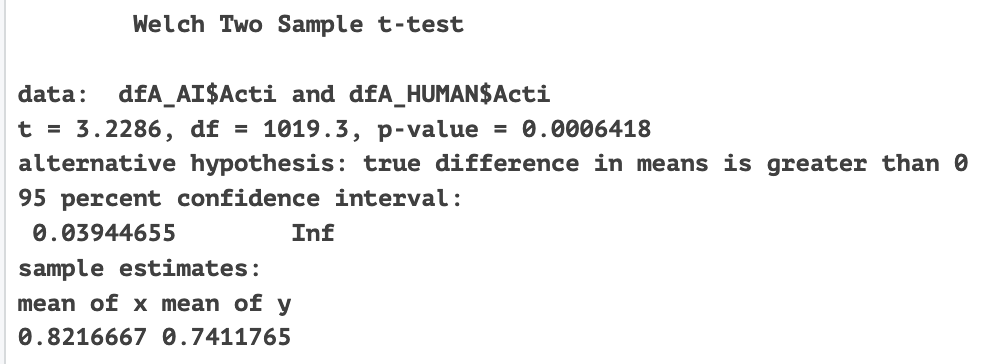 Welch Two Sample t-test
data:  dfA_AI$Acti and dfA_HUMAN$Acti
t = 3.2286, df = 1019.3, p-value = 0.0006418
alternative hypothesis: true difference in means is greater than 0
95 percent confidence interval:
 0.03944655        Inf
sample estimates:
mean of x mean of y
0.8216667 0.7411765